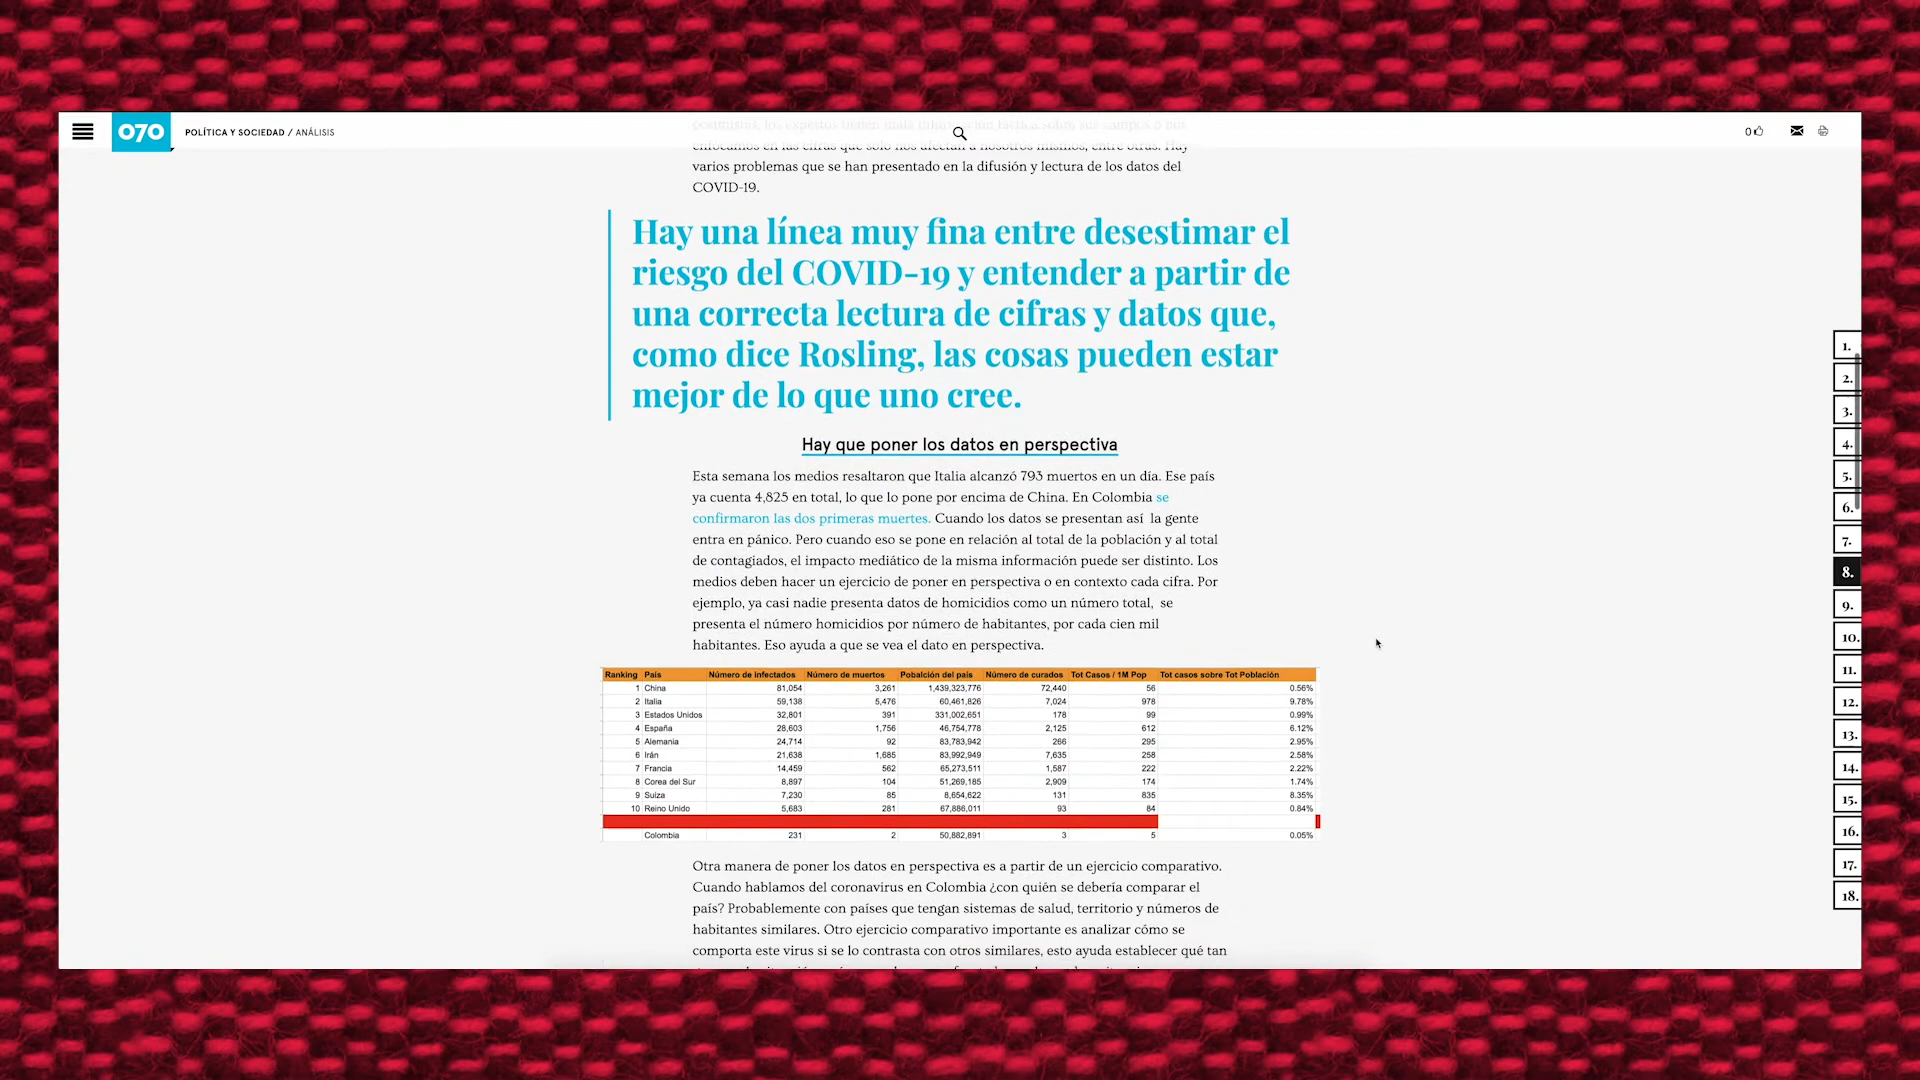 070 POLÍTICA Y SOCIEDAD / ANÁLISIS
0
enfocamos en las cifras que solo nos afectan a nosotros mismos, entre otras. Hay
varios problemas que se han presentado en la difusión y lectura de los datos del
COVID-19.
Hay una línea muy fina entre desestimar el
riesgo del COVID-19 y entender a partir de
una correcta lectura de cifras y datos que,
como dice Rosling, las cosas pueden estar
mejor de lo que uno cree.
Hay que poner los datos en perspectiva
Esta semana los medios resaltaron que Italia alcanzó 793 muertos en un día. Ese país
ya cuenta 4,825 en total, lo que lo pone por encima de China. En Colombia se
confirmaron las dos primeras muertes. Cuando los datos se presentan así la gente
entra en pánico. Pero cuando eso se pone en relación al total de la población y al total
de contagiados, el impacto mediático de la misma información puede ser distinto. Los
medios deben hacer un ejercicio de poner en perspectiva o en contexto cada cifra. Por
ejemplo, ya casi nadie presenta datos de homicidios como un número total, se
presenta el número homicidios por número de habitantes, por cada cien mil
habitantes. Eso ayuda a que se vea el dato en perspectiva.
Ranking País Número de infectados Número de muertos Pobalción del país Número de curados Tot Casos / 1M Pop Tot casos sobre Tot Población
1 China 81,054 3,261 1,439,323,776 72,440 56 0.56%
2 Italia 59,138 5,476 60,461,826 7,024 978 9.78%
3 Estados Unidos 32,801 391 331,002,651 178 99 0.99%
4 España 28,603 1,756 46,754,778 2,125 612 6.12%
5 Alemania 24,714 92 83,783,942 266 295 2.95%
6 Irán 21,638 1,685 83,992,949 7,635 258 2.58%
7 Francia 14,459 562 65,273,511 1,587 222 2.22%
8 Corea del Sur 8,897 104 51,269,185 2,909 174 1.74%
9 Suiza 7,230 85 8,654,622 131 835 8.35%
10 Reino Unido 5,683 281 67,886,011 93 84 0.84%
Colombia 231 2 50,882,891 3 5 0.05%
Otra manera de poner los datos en perspectiva es a partir de un ejercicio comparativo.
Cuando hablamos del coronavirus en Colombia ¿con quién se debería comparar el
país? Probablemente con países que tengan sistemas de salud, territorio y números de
habitantes similares. Otro ejercicio comparativo importante es analizar cómo se
comporta este virus si se lo contrasta con otros similares, esto ayuda establecer qué tan
1.
2.
3.
4.
5.
6.
7.
8.
9.
10.
11.
12.
13.
14.
15.
16.
17.
18.